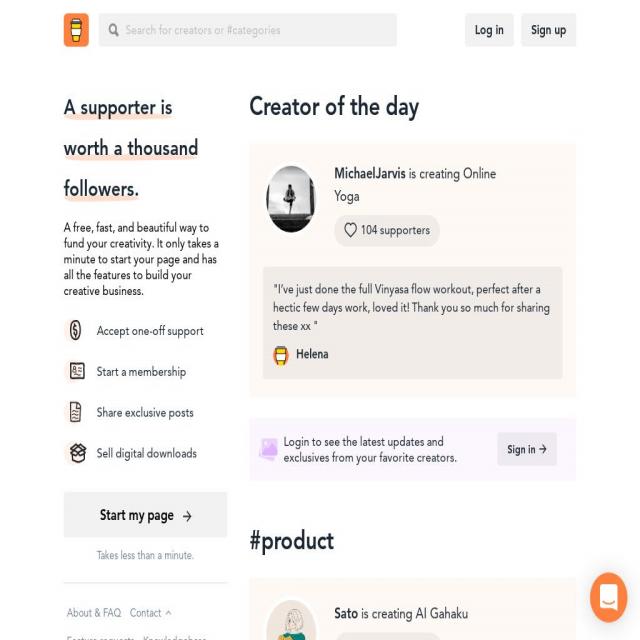 Search for creators or #categories
Log in
Sign up
A supporter is
worth a thousand
followers.
A free, fast, and beautiful way to
fund your creativity. It only takes a
minute to start your page and has
all the features to build your
creative business.
Accept one-off support
Start a membership
Share exclusive posts
Sell digital downloads
Start my page →
Takes less than a minute.
About & FAQ Contact
Feature requests Knowledgebase
Creator of the day
MichaelJarvis is creating Online
Yoga
104 supporters
"I've just done the full Vinyasa flow workout, perfect after a
hectic few days work, loved it! Thank you so much for sharing
these xx "
Helena
Login to see the latest updates and
exclusives from your favorite creators.
Sign in →
#product
Sato is creating AI Gahaku